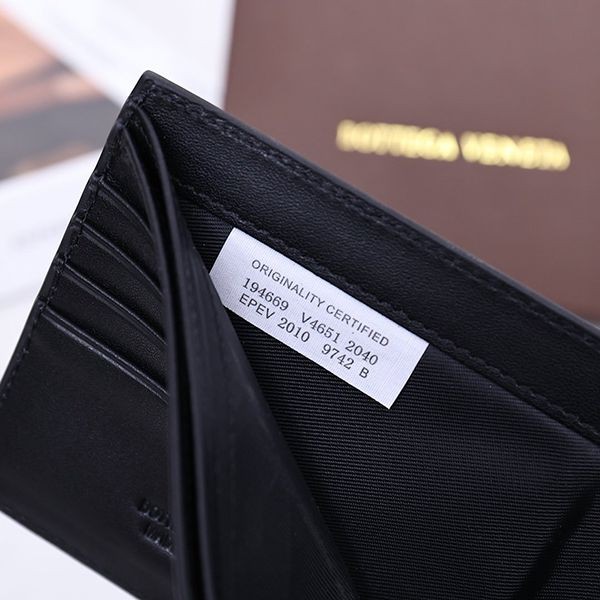 BOTTEGA VENETA
ORIGINALITY CERTIFIED
194669 V4651 2040
EPEV 2010 9742 B